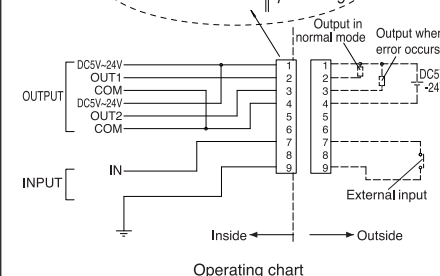 Output in
normal mode
Output when
error occurs
DC5V~24V
OUT1
COM
DC5V~24V
OUT2
COM
OUTPUT
1
2
3
4
5
6
7
8
9
1
2
3
4
5
6
7
8
9
-24
INPUT
IN
External input
Inside
Outside
Operating chart